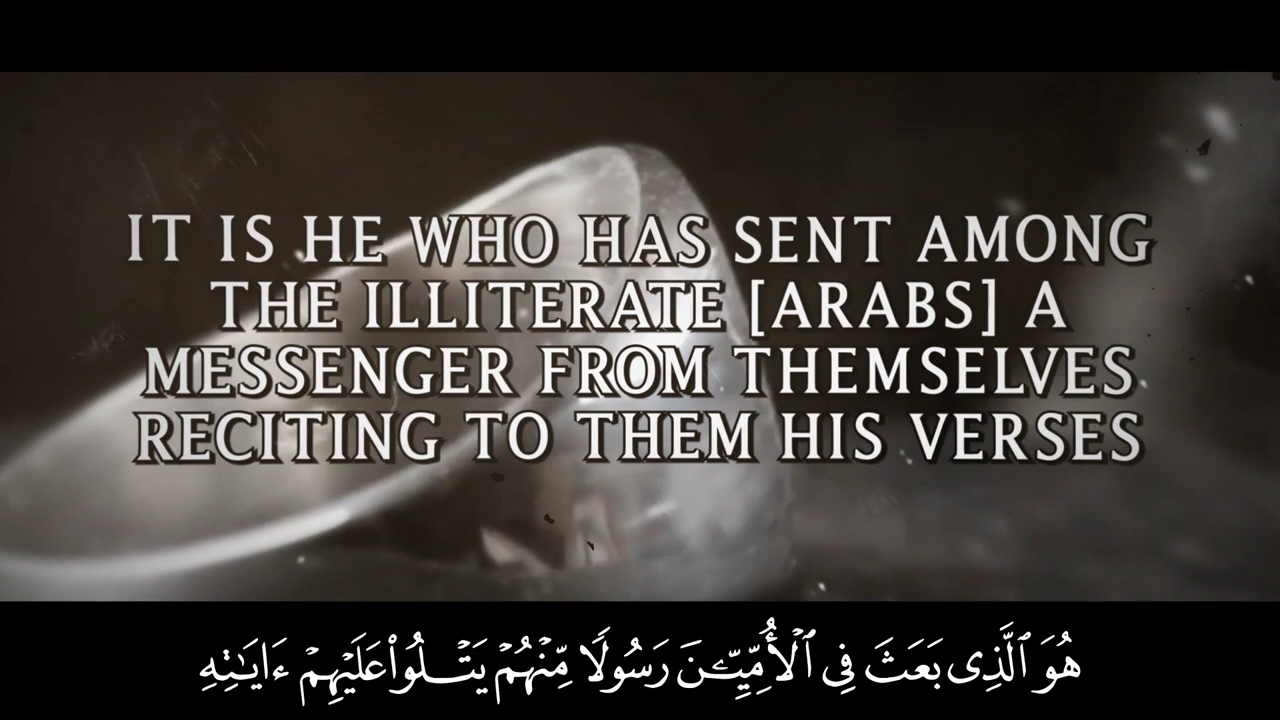 IT IS HE WHO HAS SENT AMONG
THE ILLITERATE [ARABS] A
MESSENGER FROM THEMSELVES
RECITING TO THEM HIS VERSES
هُوَ ٱلَّذِى بَعَثَ فِى ٱلْأُمِّيِّـۧنَ رَسُولًا مِّنْهُمْ يَتْلُوا۟ عَلَيْهِمْ ءَايَـٰتِهِ